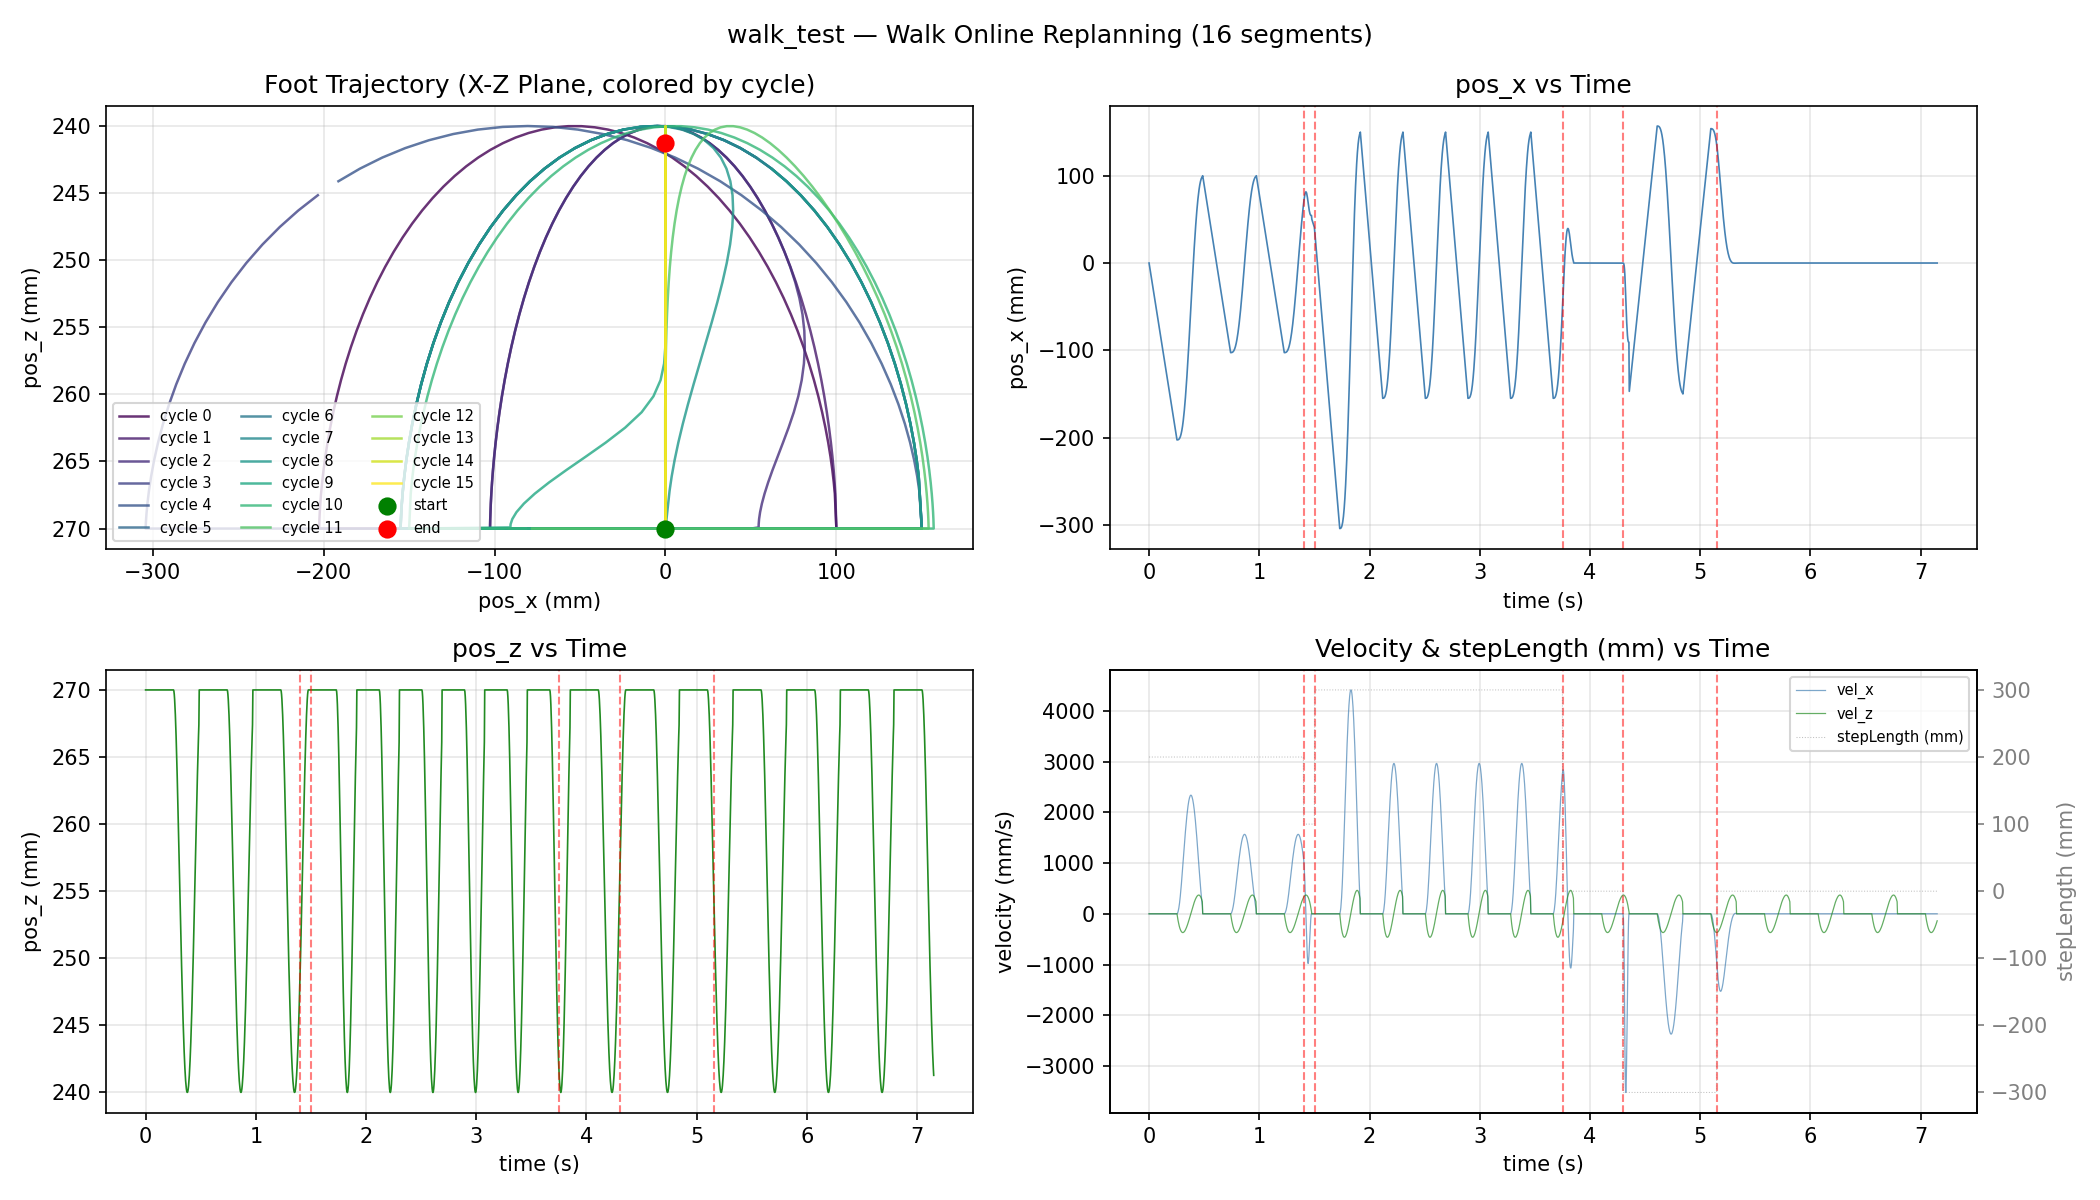 walk_test — Walk Online Replanning (16 segments)
Foot Trajectory (X-Z Plane, colored by cycle)
240
245
250
255
260
265
270
pos_z (mm)
−300
−200
−100
0
100
pos_x (mm)
cycle 0
cycle 1
cycle 2
cycle 3
cycle 4
cycle 5
cycle 6
cycle 7
cycle 8
cycle 9
cycle 10
cycle 11
cycle 12
cycle 13
cycle 14
cycle 15
start
end
pos_x vs Time
100
0
−100
−200
−300
pos_x (mm)
0
1
2
3
4
5
6
7
time (s)
pos_z vs Time
270
265
260
255
250
245
240
pos_z (mm)
0
1
2
3
4
5
6
7
time (s)
Velocity & stepLength (mm) vs Time
4000
3000
2000
1000
0
−1000
−2000
−3000
velocity (mm/s)
0
1
2
3
4
5
6
7
time (s)
vel_x
vel_z
stepLength (mm)
300
200
100
0
−100
−200
−300
stepLength (mm)